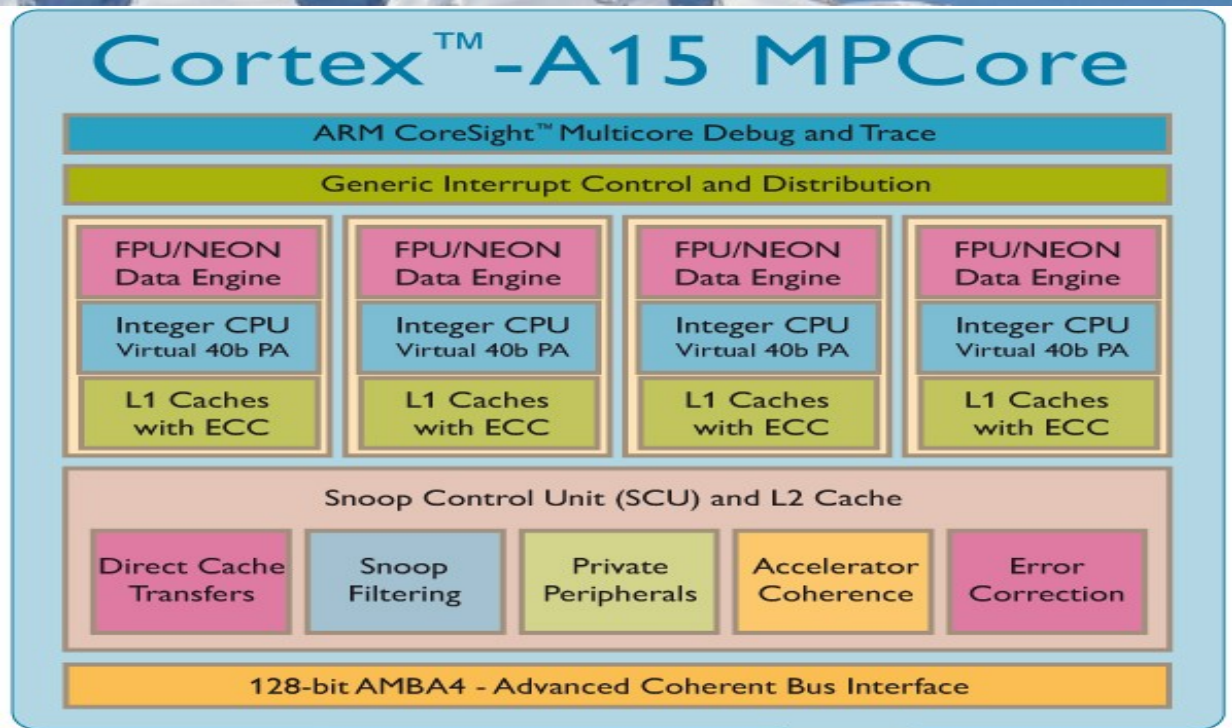 Cortex™-A15 MPCore
ARM CoreSight™ Multicore Debug and Trace
Generic Interrupt Control and Distribution
FPU/NEON
Data Engine
Integer CPU
Virtual 40b PA
L1 Caches
with ECC
FPU/NEON
Data Engine
Integer CPU
Virtual 40b PA
L1 Caches
with ECC
FPU/NEON
Data Engine
Integer CPU
Virtual 40b PA
L1 Caches
with ECC
FPU/NEON
Data Engine
Integer CPU
Virtual 40b PA
L1 Caches
with ECC
Snoop Control Unit (SCU) and L2 Cache
Direct Cache
Transfers
Snoop
Filtering
Private
Peripherals
Accelerator
Coherence
Error
Correction
128-bit AMBA4 - Advanced Coherent Bus Interface